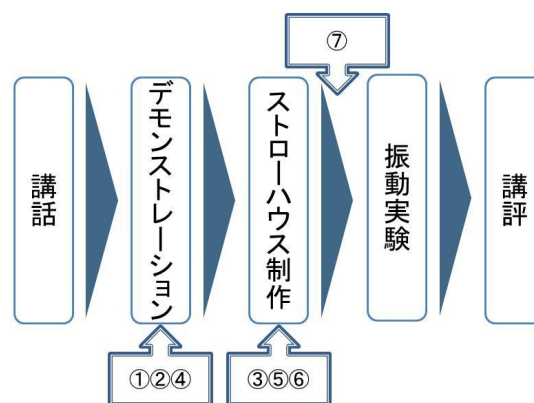 ⑦
講話
デモンストレーション
ストローハウス制作
振動実験
講評
①②④
③⑤⑥